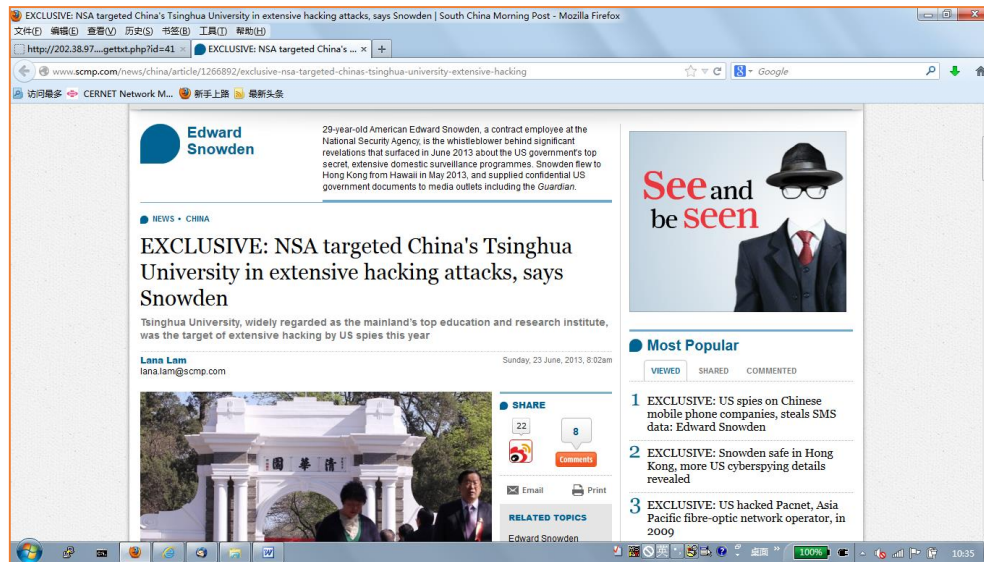 EXCLUSIVE: NSA targeted China's Tsinghua University in extensive hacking attacks, says Snowden | South China Morning Post - Mozilla Firefox
文件(F) 编辑(E) 查看(V) 历史(S) 书签(B) 工具(T) 帮助(H)
http://202.38.97....gettxt.php?id=41 × EXCLUSIVE: NSA targeted China's ... × +
www.scmp.com/news/china/article/1266892/exclusive-nsa-targeted-chinas-tsinghua-university-extensive-hacking
Google
访问最多 CERNET Network M... 新手上路 最新头条
Edward
Snowden
29-year-old American Edward Snowden, a contract employee at the
National Security Agency, is the whistleblower behind significant
revelations that surfaced in June 2013 about the US government's top
secret, extensive domestic surveillance programmes. Snowden flew to
Hong Kong from Hawaii in May 2013, and supplied confidential US
government documents to media outlets including the Guardian.
NEWS • CHINA
EXCLUSIVE: NSA targeted China's Tsinghua
University in extensive hacking attacks, says
Snowden
Tsinghua University, widely regarded as the mainland's top education and research institute,
was the target of extensive hacking by US spies this year
Lana Lam
lana.lam@scmp.com
Sunday, 23 June, 2013, 8:02am
園華清
SHARE
22
8
Comments
Email Print
RELATED TOPICS
Edward Snowden
See and
be seen
Most Popular
VIEWED SHARED COMMENTED
1 EXCLUSIVE: US spies on Chinese
mobile phone companies, steals SMS
data: Edward Snowden
2 EXCLUSIVE: Snowden safe in Hong
Kong, more US cyberspying details
revealed
3 EXCLUSIVE: US hacked Pacnet, Asia
Pacific fibre-optic network operator, in
2009
英
桌面 »
100%
10:35